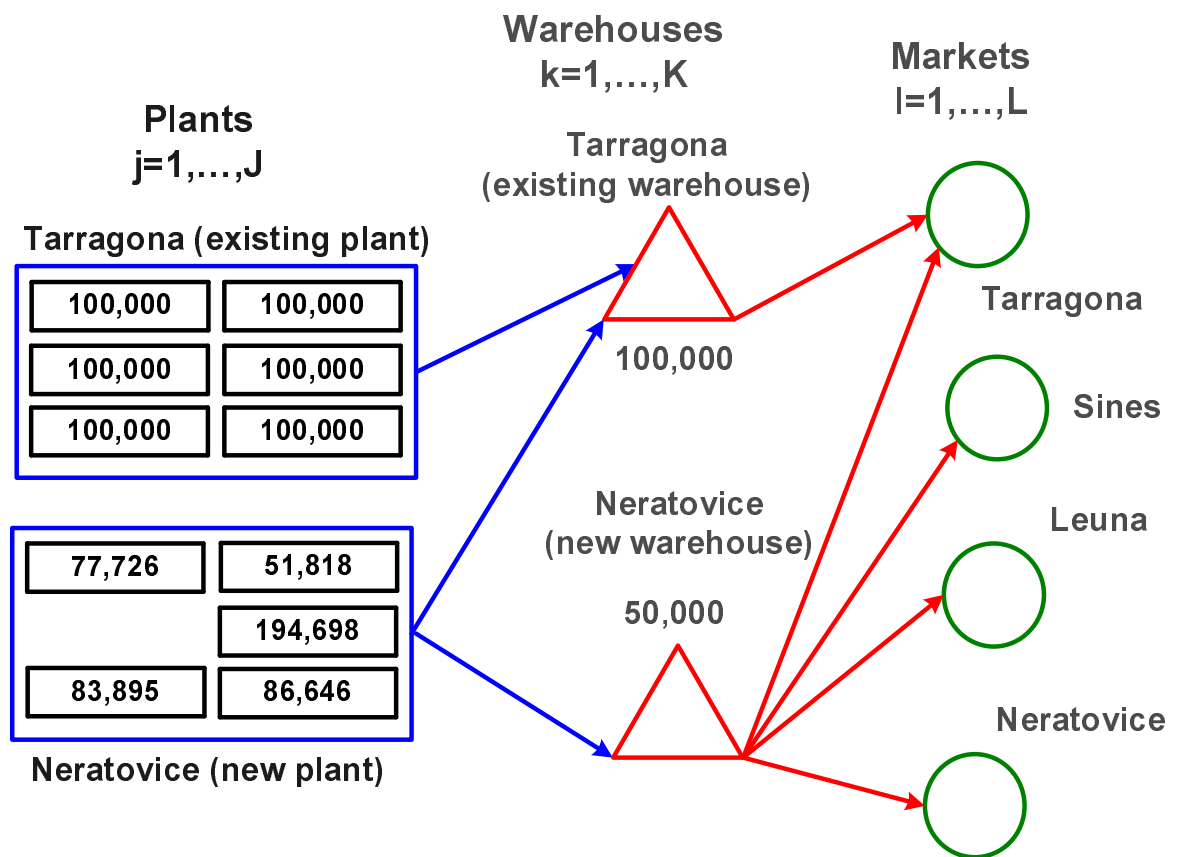 Plants
j=1,…,J
Tarragona (existing plant)
100,000 100,000
100,000 100,000
100,000 100,000
77,726 51,818
194,698
83,895 86,646
Neratovice (new plant)
Warehouses
k=1,…,K
Tarragona
(existing warehouse)
100,000
Neratovice
(new warehouse)
50,000
Markets
l=1,…,L
Tarragona
Sines
Leuna
Neratovice